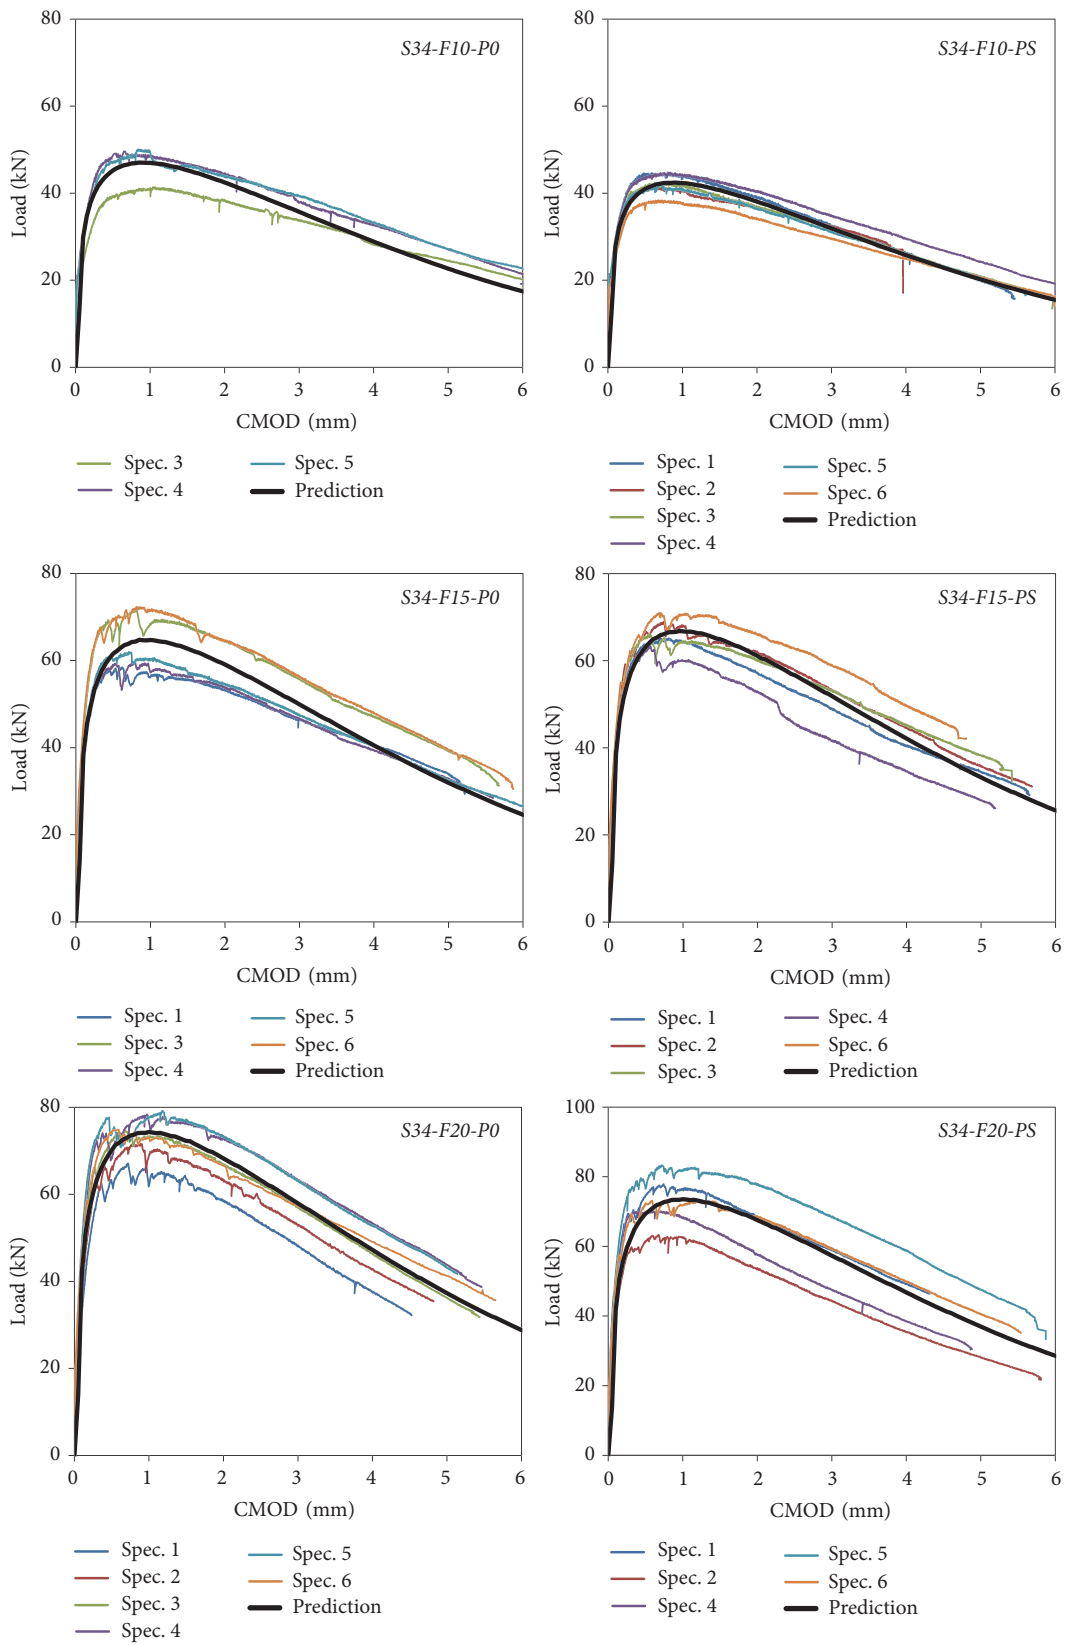 S34-F10-P0
80
60
40
20
0
Load (kN)
0 1 2 3 4 5 6
CMOD (mm)
Spec. 3
Spec. 4
Spec. 5
Prediction
S34-F10-PS
80
60
40
20
0
Load (kN)
0 1 2 3 4 5 6
CMOD (mm)
Spec. 1
Spec. 2
Spec. 3
Spec. 4
Spec. 5
Spec. 6
Prediction
S34-F15-P0
80
60
40
20
0
Load (kN)
0 1 2 3 4 5 6
CMOD (mm)
Spec. 1
Spec. 3
Spec. 4
Spec. 5
Spec. 6
Prediction
S34-F15-PS
80
60
40
20
0
Load (kN)
0 1 2 3 4 5 6
CMOD (mm)
Spec. 1
Spec. 2
Spec. 3
Spec. 4
Spec. 6
Prediction
S34-F20-P0
80
60
40
20
0
Load (kN)
0 1 2 3 4 5 6
CMOD (mm)
Spec. 1
Spec. 2
Spec. 3
Spec. 4
Spec. 5
Spec. 6
Prediction
S34-F20-PS
100
80
60
40
20
0
Load (kN)
0 1 2 3 4 5 6
CMOD (mm)
Spec. 1
Spec. 2
Spec. 4
Spec. 5
Spec. 6
Prediction